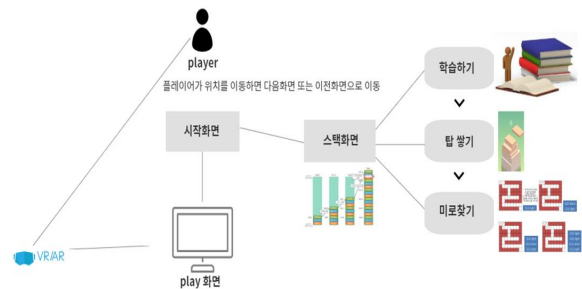 player
플레이어가 위치를 이동하면 다음화면 또는 이전화면으로 이동
시작화면
스택화면
학습하기
탑 쌓기
미로찾기
VR/AR
play 화면